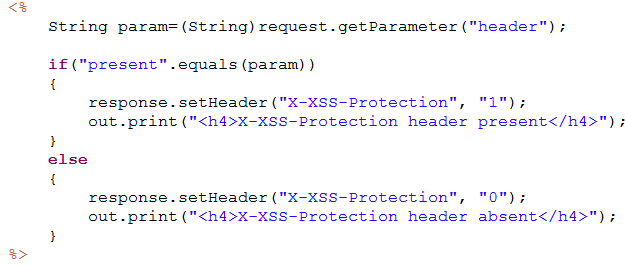 <%
String param=(String)request.getParameter("header");
if("present".equals(param))
{
response.setHeader("X-XSS-Protection", "1");
out.print("<h4>X-XSS-Protection header present</h4>");
}
else
{
response.setHeader("X-XSS-Protection", "0");
out.print("<h4>X-XSS-Protection header absent</h4>");
}
%>